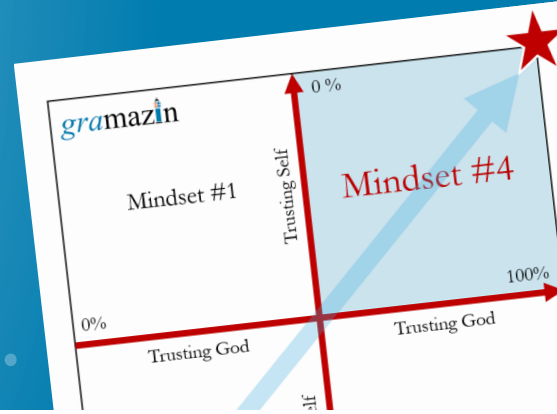 gramazin
0 %
Trusting Self
Mindset #1
Mindset #4
100%
0%
Trusting God
Trusting God